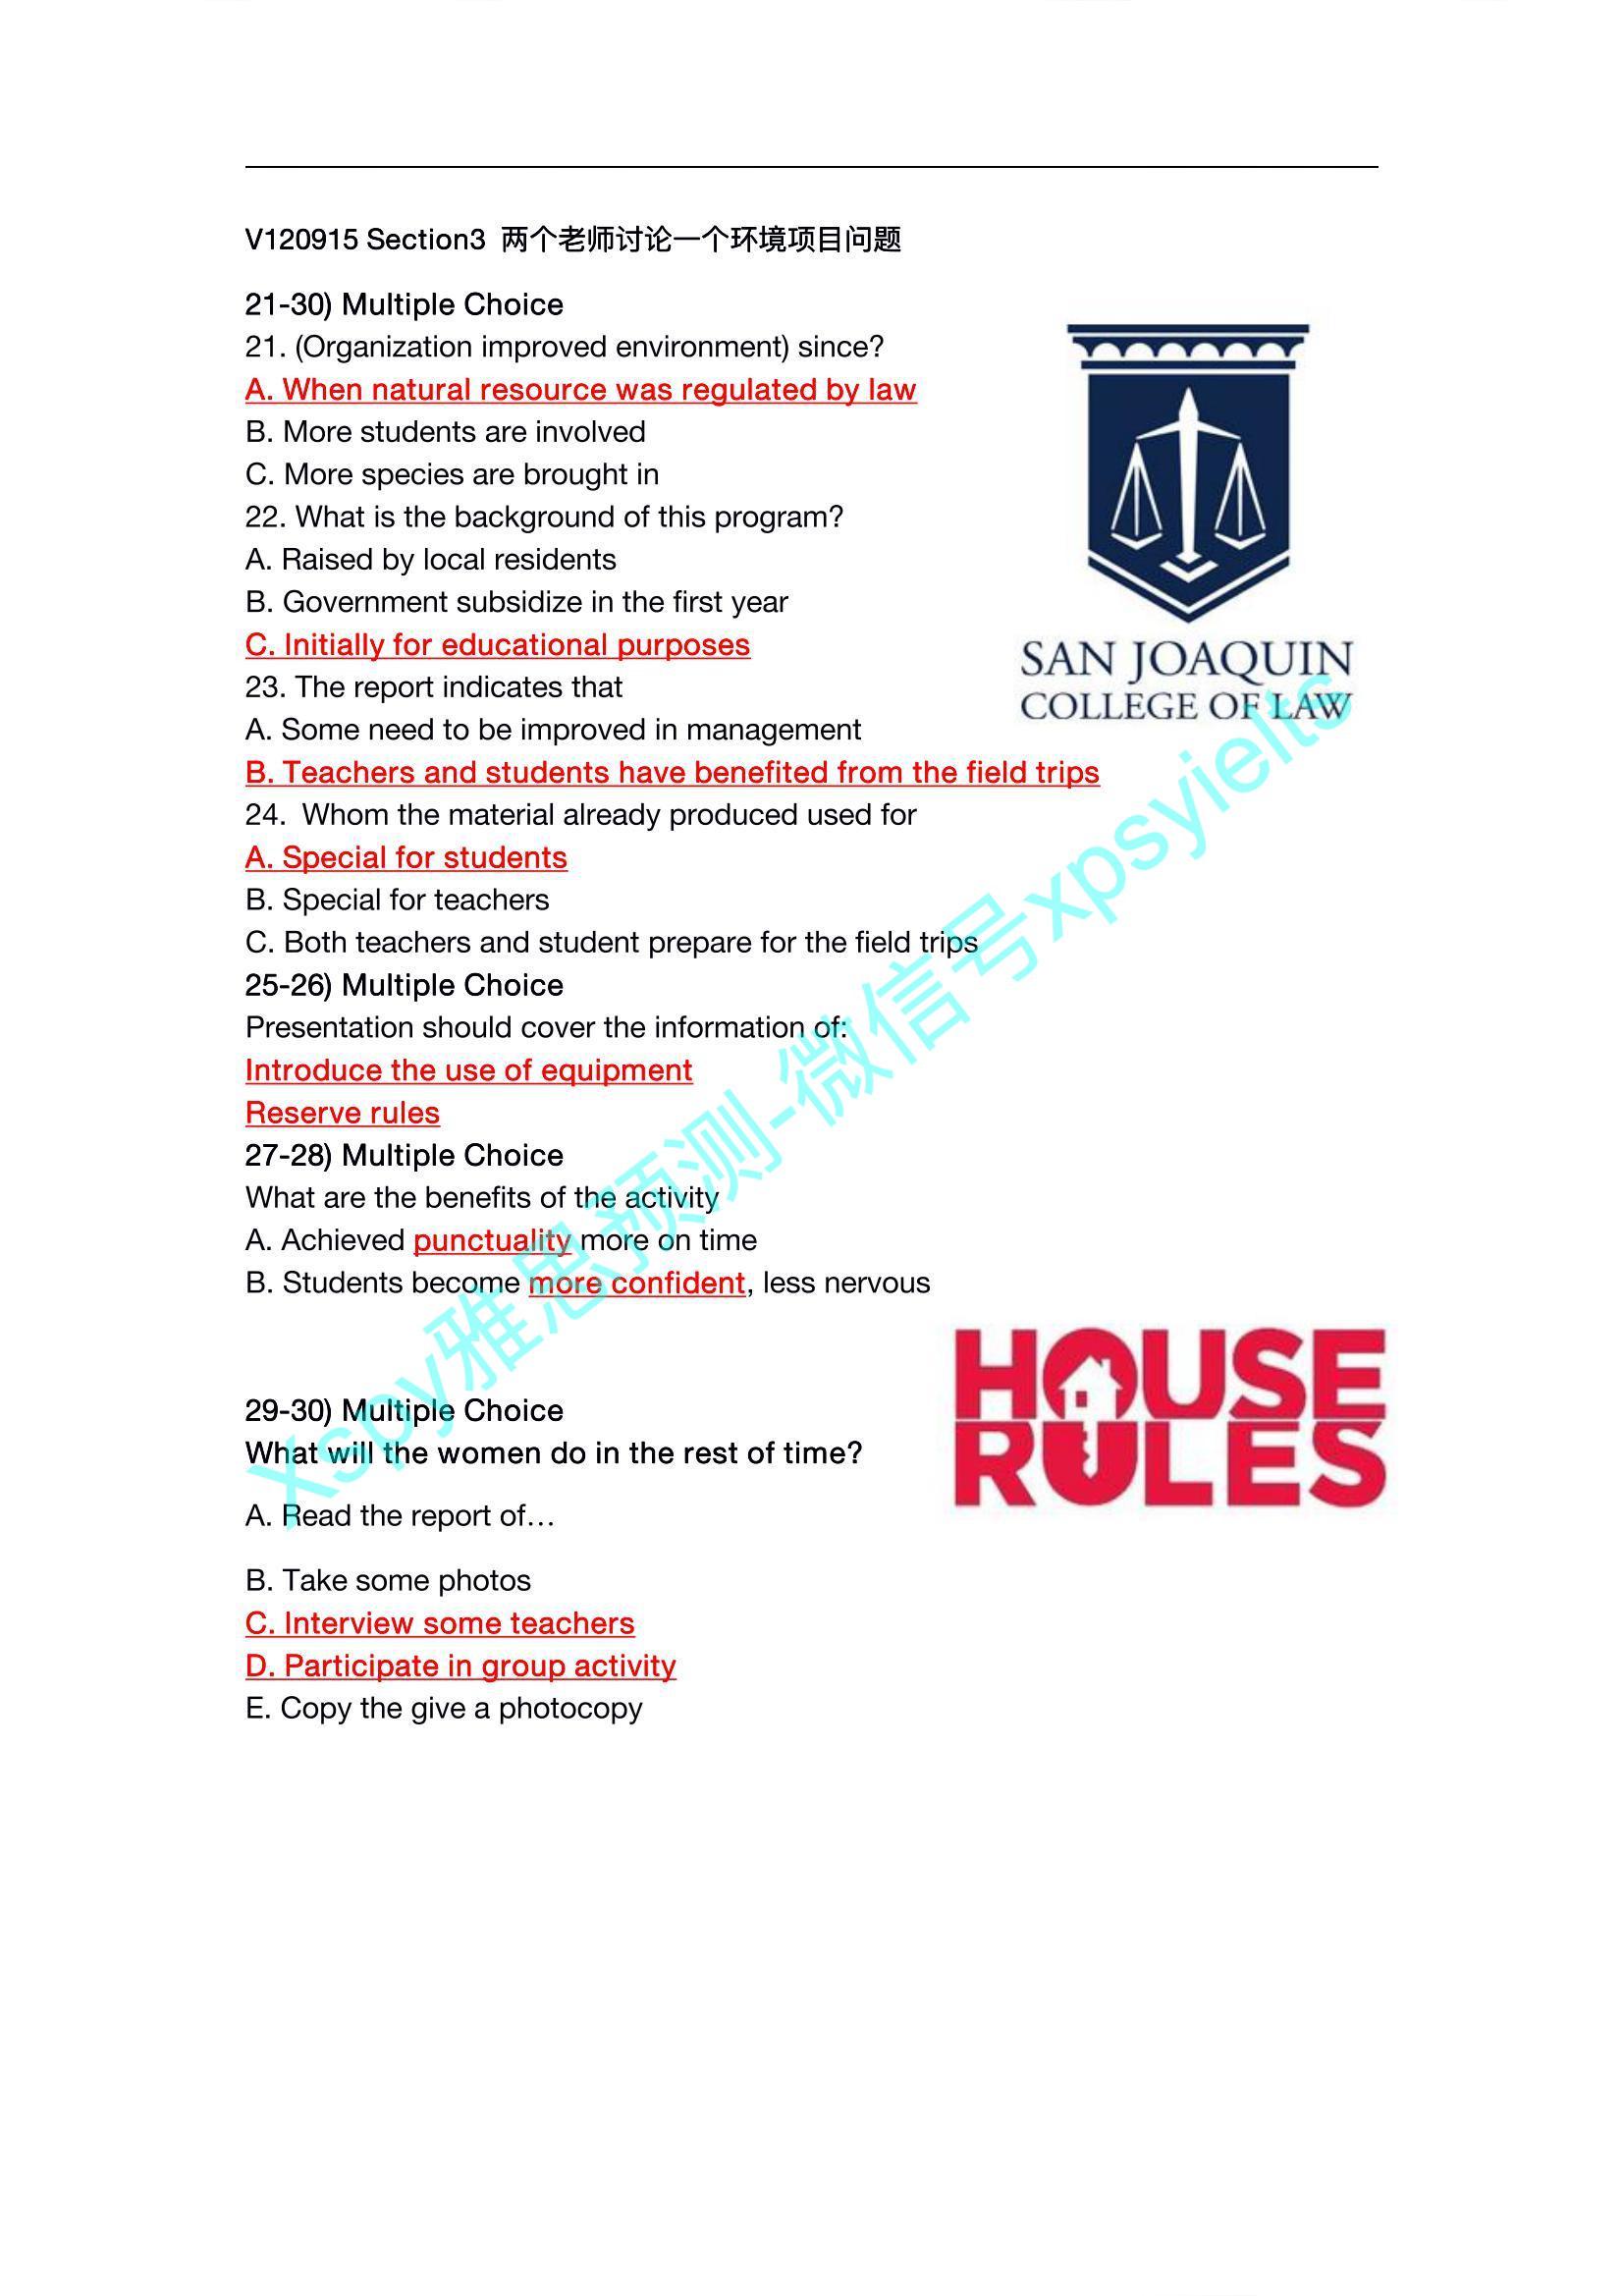 V120915 Section3 两个老师讨论一个环境项目问题
21-30) Multiple Choice
21. (Organization improved environment) since?
A. When natural resource was regulated by law
B. More students are involved
C. More species are brought in
22. What is the background of this program?
A. Raised by local residents
B. Government subsidize in the first year
C. Initially for educational purposes
SAN JOAQUIN
COLLEGE OF LAW
23. The report indicates that
A. Some need to be improved in management
B. Teachers and students have benefited from the field trips
24.  Whom the material already produced used for
A. Special for students
B. Special for teachers
C. Both teachers and student prepare for the field trips
25-26) Multiple Choice
Presentation should cover the information of:
Introduce the use of equipment
Reserve rules
27-28) Multiple Choice
What are the benefits of the activity
A. Achieved punctuality more on time
B. Students become more confident, less nervous
HOUSE
RULES
29-30) Multiple Choice
What will the women do in the rest of time?
A. Read the report of…
B. Take some photos
C. Interview some teachers
D. Participate in group activity
E. Copy the give a photocopy
xspy雅思预测-微信号xpsyielts